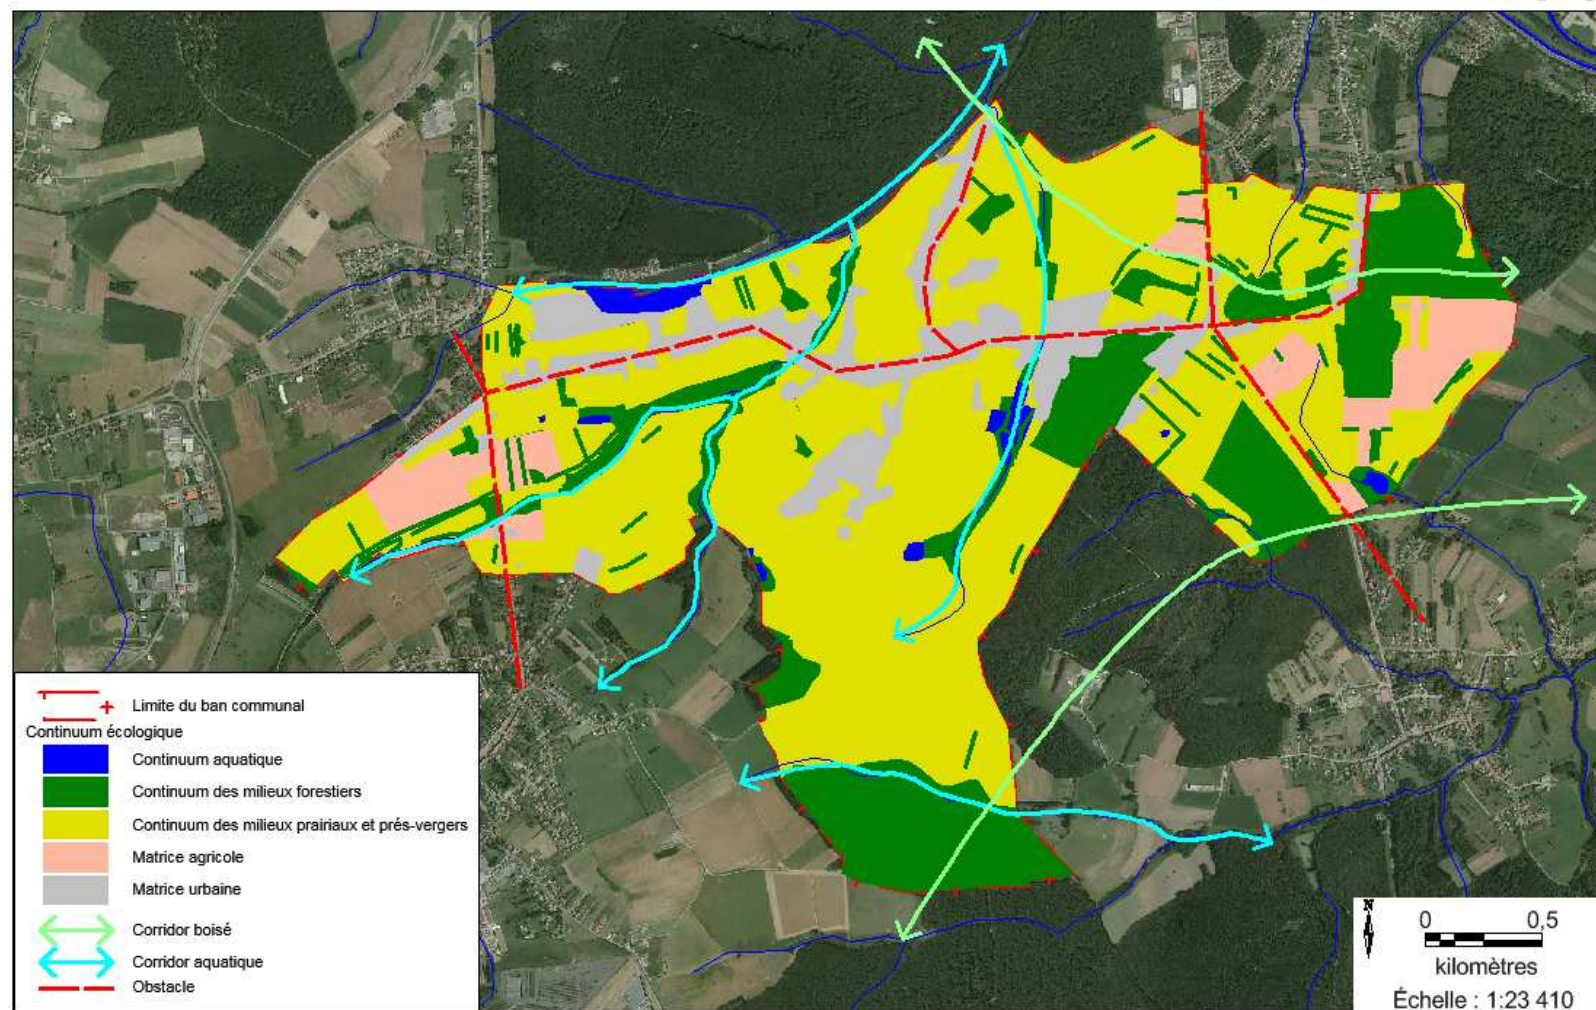 Limite du ban communal
Continuum écologique
Continuum aquatique
Continuum des milieux forestiers
Continuum des milieux prairiaux et prés-vergers
Matrice agricole
Matrice urbaine
Corridor boisé
Corridor aquatique
Obstacle
N
0 0,5
kilomètres
Échelle : 1:23 410